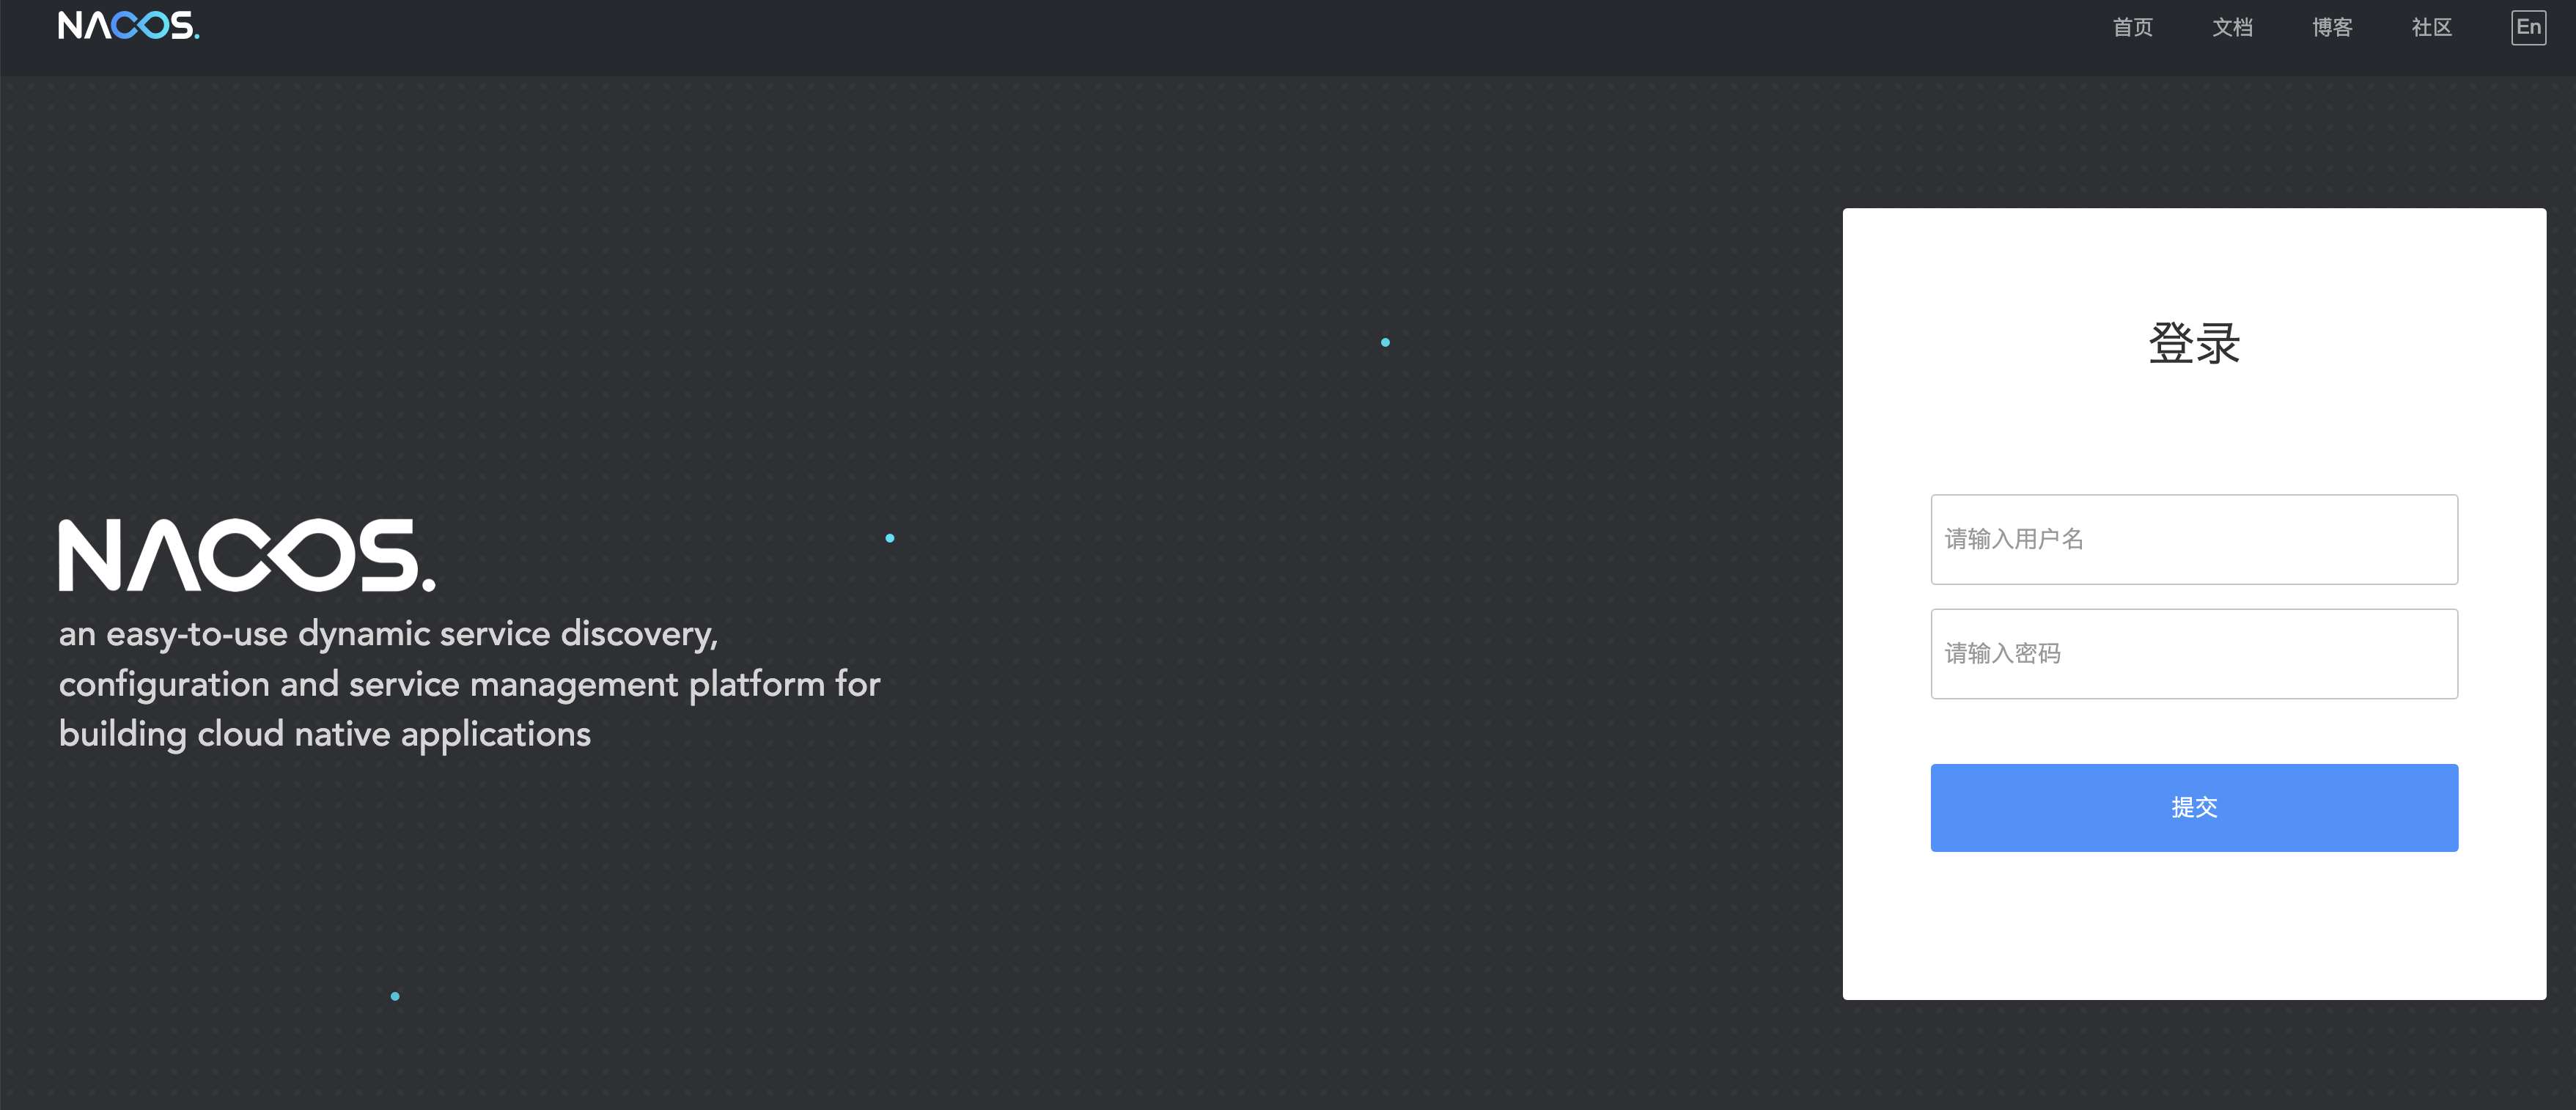 NACOS.
首页 文档 博客 社区 En
登录
请输入用户名
请输入密码
提交
NACOS.
an easy-to-use dynamic service discovery,
configuration and service management platform for
building cloud native applications